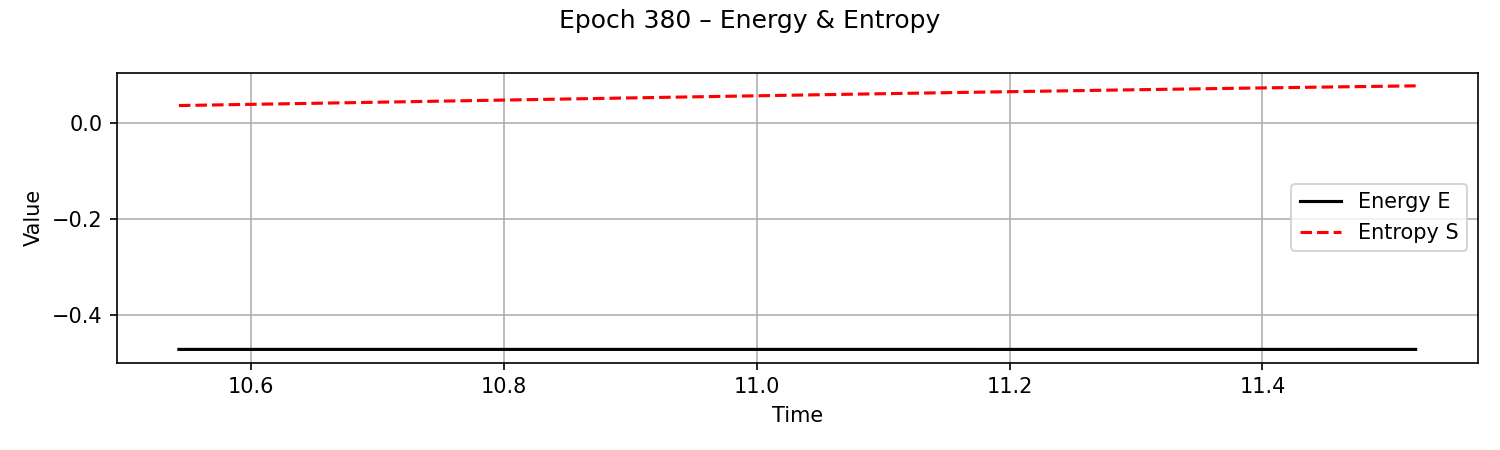 Epoch 380 – Energy & Entropy
Value
0.0
−0.2
−0.4
Energy E
Entropy S
10.6 10.8 11.0 11.2 11.4
Time